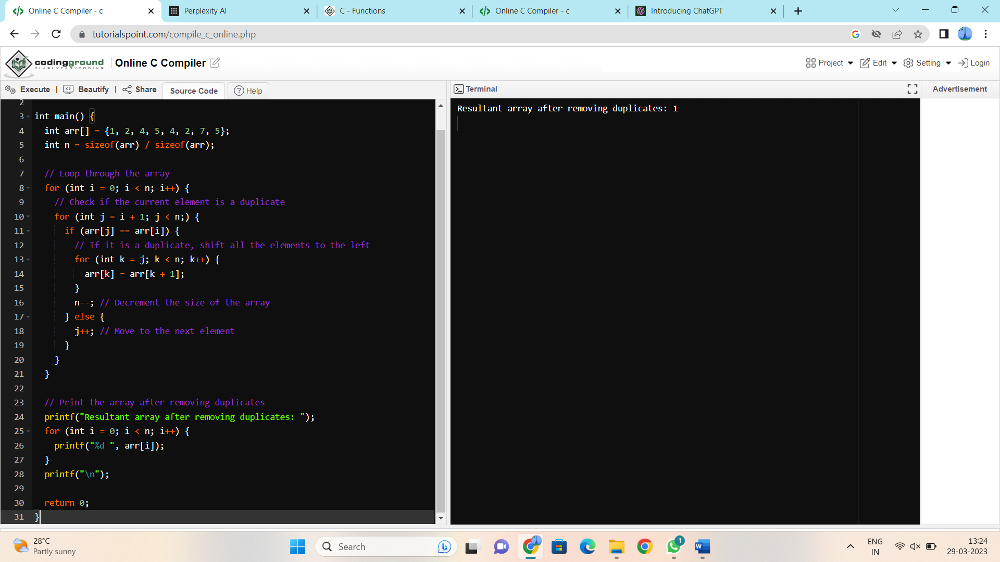 Online C Compiler - c
Perplexity AI
C - Functions
Online C Compiler - c
Introducing ChatGPT
tutorialspoint.com/compile_c_online.php
codingground
SIMPLYEASYCODING
Online C Compiler
Project
Edit
Setting
Login
Execute | Beautify | Share
Source Code
Help
Terminal
Advertisement
2
3 int main() {
4 int arr[] = {1, 2, 4, 5, 4, 2, 7, 5};
5 int n = sizeof(arr) / sizeof(arr);
6
7 // Loop through the array
8 for (int i = 0; i < n; i++) {
9 // Check if the current element is a duplicate
10 for (int j = i + 1; j < n;) {
11 if (arr[j] == arr[i]) {
12 // If it is a duplicate, shift all the elements to the left
13 for (int k = j; k < n; k++) {
14 arr[k] = arr[k + 1];
15 }
16 n--; // Decrement the size of the array
17 } else {
18 j++; // Move to the next element
19 }
20 }
21 }
22
23 // Print the array after removing duplicates
24 printf("Resultant array after removing duplicates: ");
25 for (int i = 0; i < n; i++) {
26 printf("%d ", arr[i]);
27 }
28 printf("\n");
29
30 return 0;
31 }
Resultant array after removing duplicates: 1
28°C
Partly sunny
Search
1
ENG
IN
13:24
29-03-2023